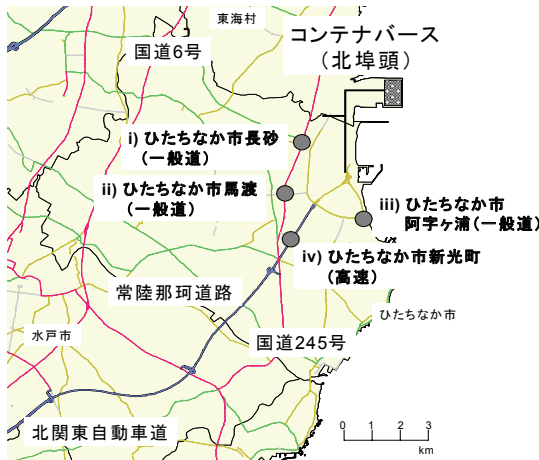 東海村
コンテナバース
(北埠頭)
国道6号
i) ひたちなか市長砂
(一般道)
ii) ひたちなか市馬渡
(一般道)
iii) ひたちなか市
阿字ヶ浦(一般道)
iv) ひたちなか市新光町
(高速)
常陸那珂道路
ひたちなか市
水戸市
国道245号
北関東自動車道
0 1 2 3
km